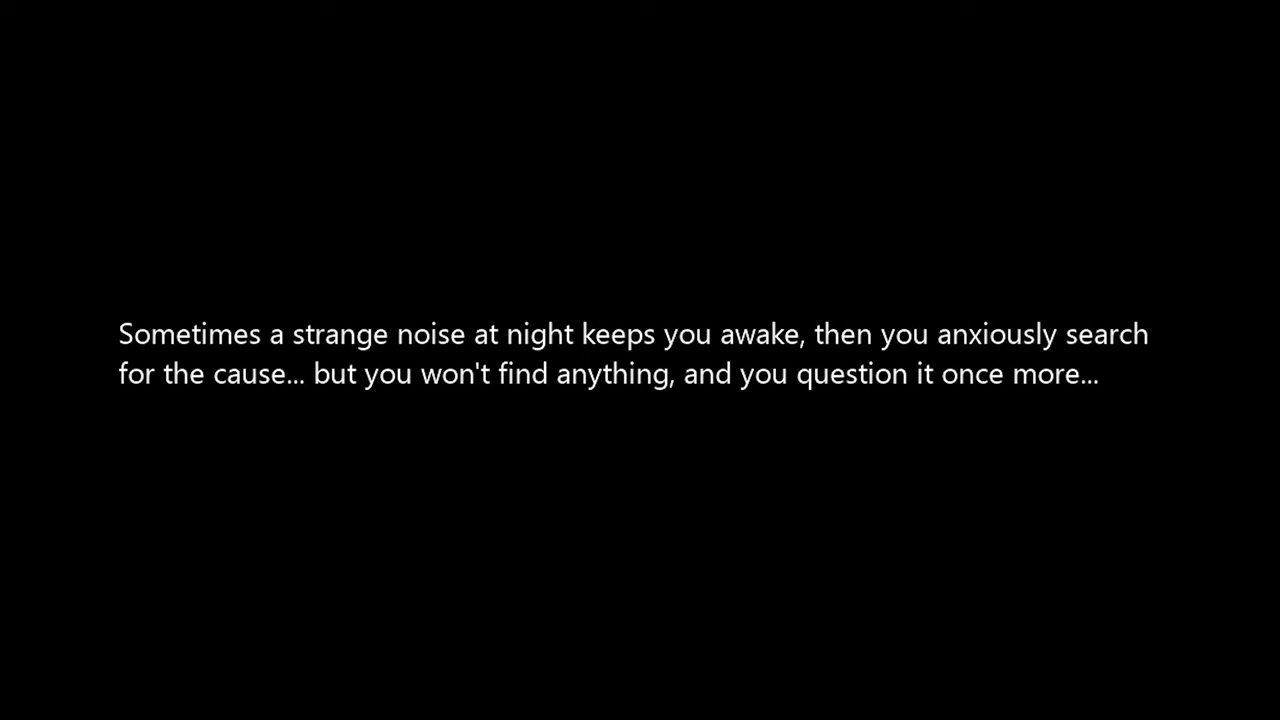 Sometimes a strange noise at night keeps you awake, then you anxiously search
for the cause... but you won't find anything, and you question it once more...